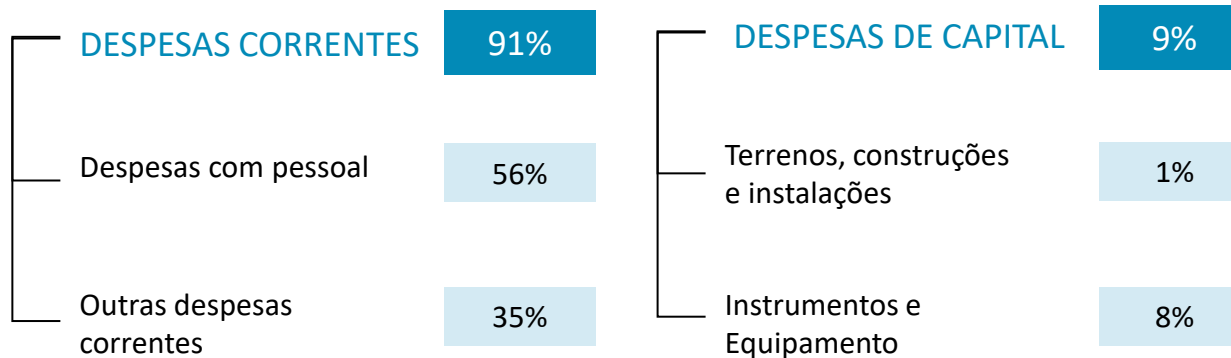 DESPESAS CORRENTES 91%
Despesas com pessoal 56%
Outras despesas
correntes 35%
DESPESAS DE CAPITAL 9%
Terrenos, construções
e instalações 1%
Instrumentos e
Equipamento 8%